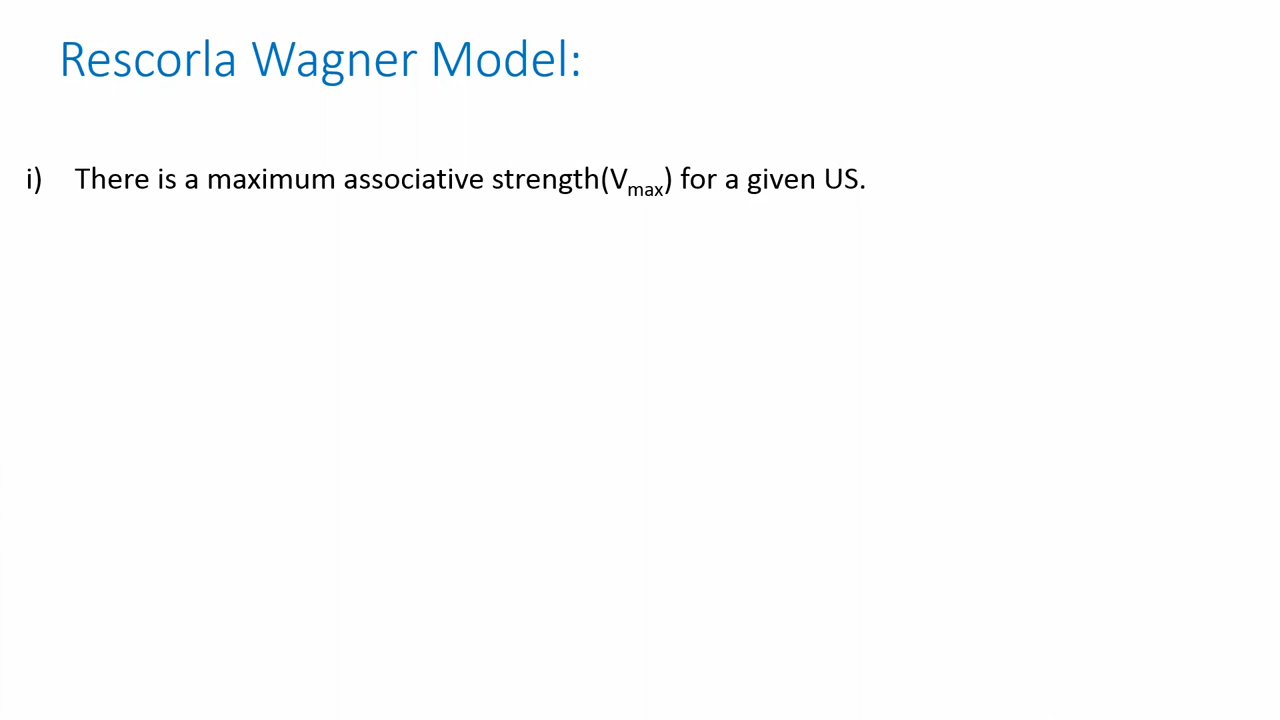 Rescorla Wagner Model:
i) There is a maximum associative strength(Vmax) for a given US.